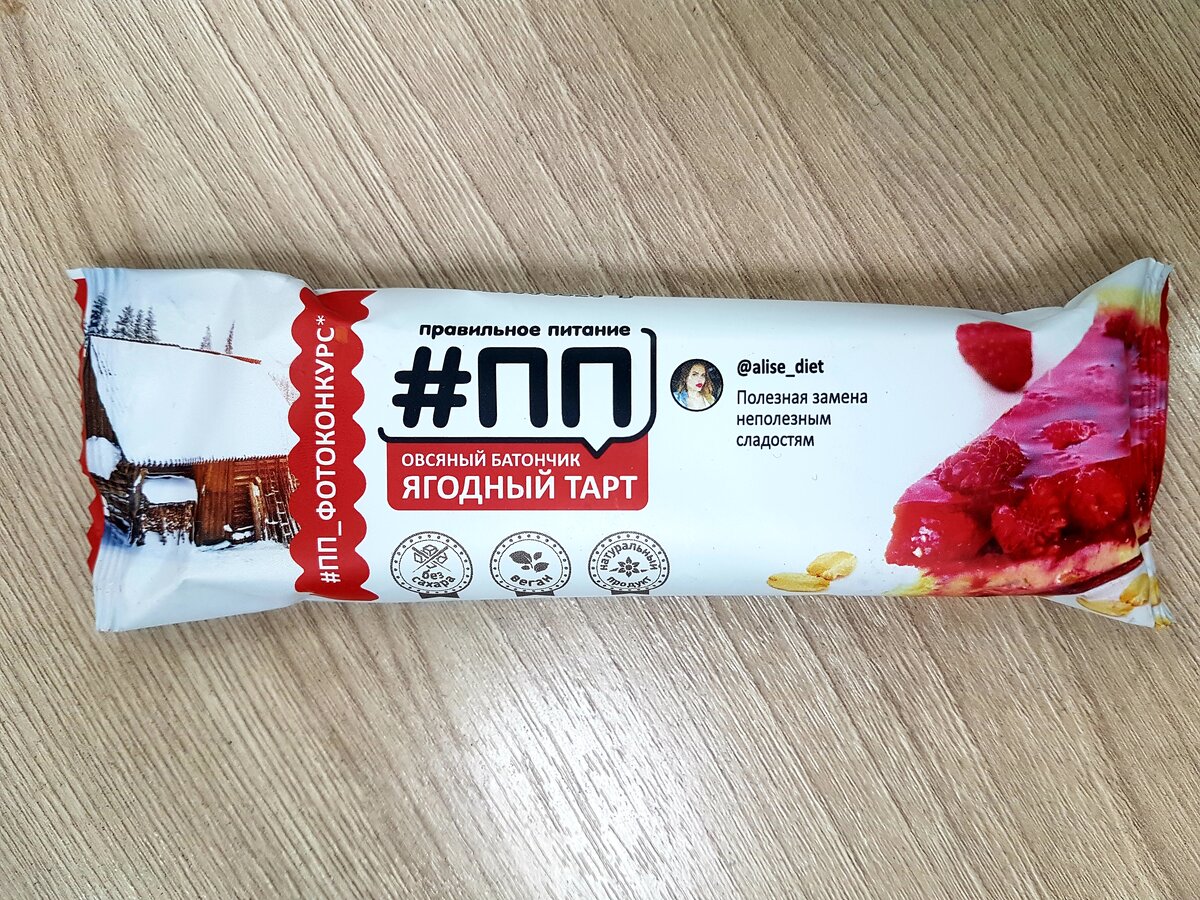 #ПП_ФОТОКОНКУРС*
правильное питание
#ПП
ОВСЯНЫЙ БАТОНЧИК
ЯГОДНЫЙ ТАРТ
без
сахара
веган
натуральный
продукт
@alise_diet
Полезная замена
неполезным
сладостям